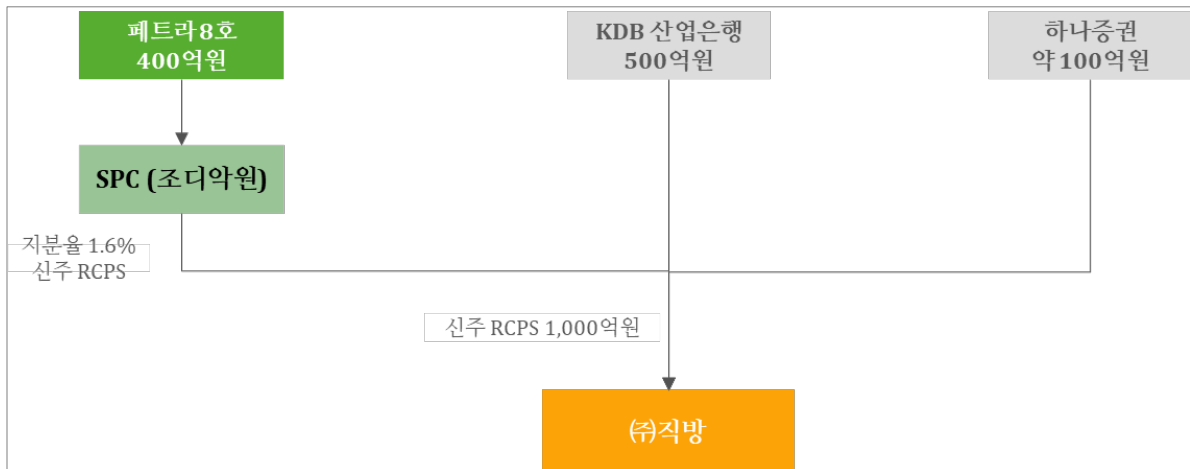 페트라8호
400억원
KDB 산업은행
500억원
하나증권
약 100억원
SPC (조디악원)
지분율 1.6%
신주 RCPS
신주 RCPS 1,000억원
㈜직방